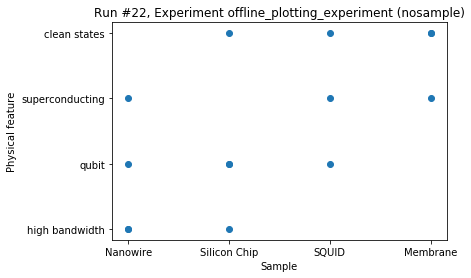 Run #22, Experiment offline_plotting_experiment (nosample)
clean states
superconducting
qubit
high bandwidth
Physical feature
Nanowire
Silicon Chip
SQUID
Membrane
Sample